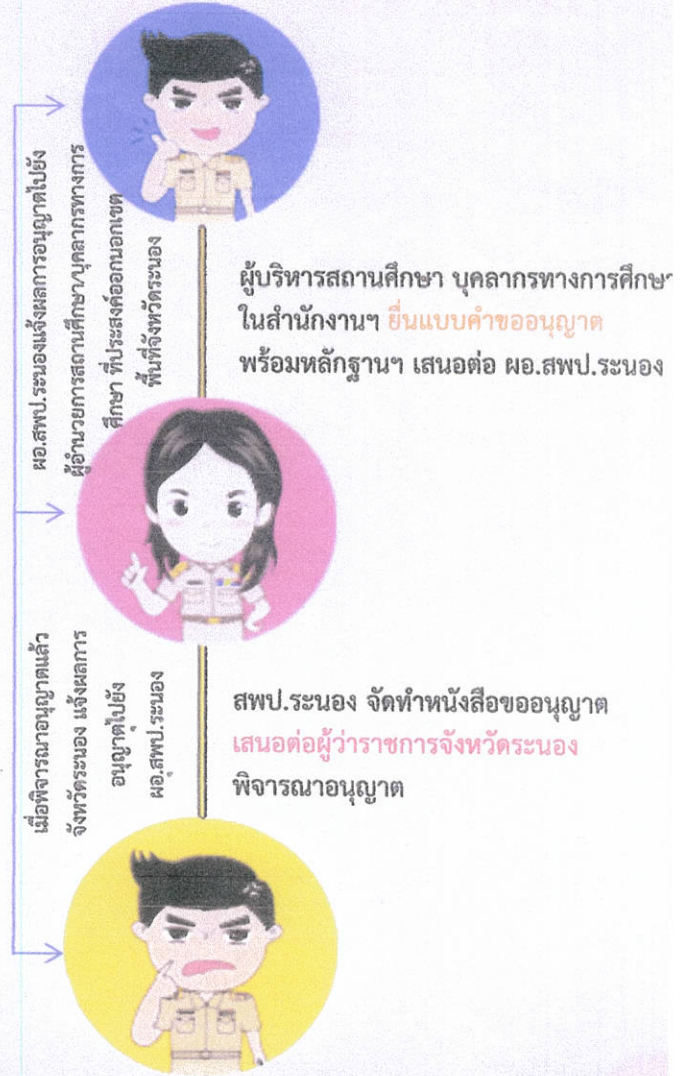 ผอ.สพป.ระนองแจ้งผลการอนุญาตไปยัง
ผู้อำนวยการสถานศึกษา/บุคลากรทางการ
ศึกษา ที่ประสงค์ออกนอกเขต
พื้นที่จังหวัดระนอง
ผู้บริหารสถานศึกษา บุคลากรทางการศึกษา
ในสำนักงานฯ ยื่นแบบคำขออนุญาต
พร้อมหลักฐานฯ เสนอต่อ ผอ.สพป.ระนอง
เมื่อพิจารณาอนุญาตแล้ว
จังหวัดระนอง แจ้งผลการ
อนุญาตไปยัง
ผอ.สพป.ระนอง
สพป.ระนอง จัดทำหนังสือขออนุญาต
เสนอต่อผู้ว่าราชการจังหวัดระนอง
พิจารณาอนุญาต